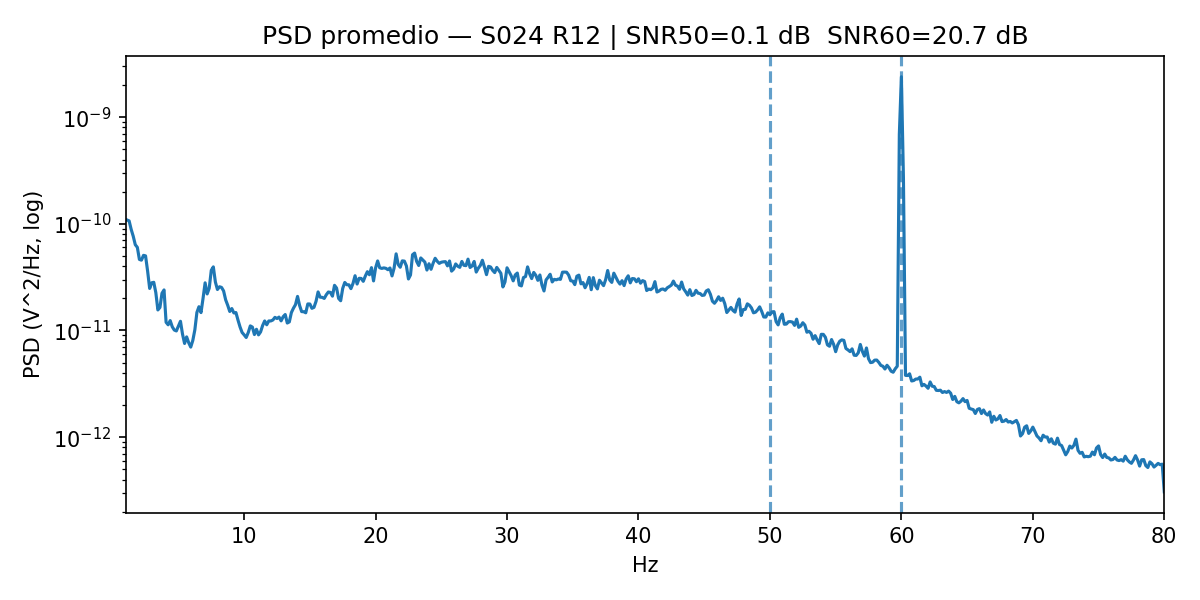 PSD promedio — S024 R12 | SNR50=0.1 dB  SNR60=20.7 dB
PSD (V^2/Hz, log)
10⁻⁹
10⁻¹⁰
10⁻¹¹
10⁻¹²
10 20 30 40 50 60 70 80
Hz